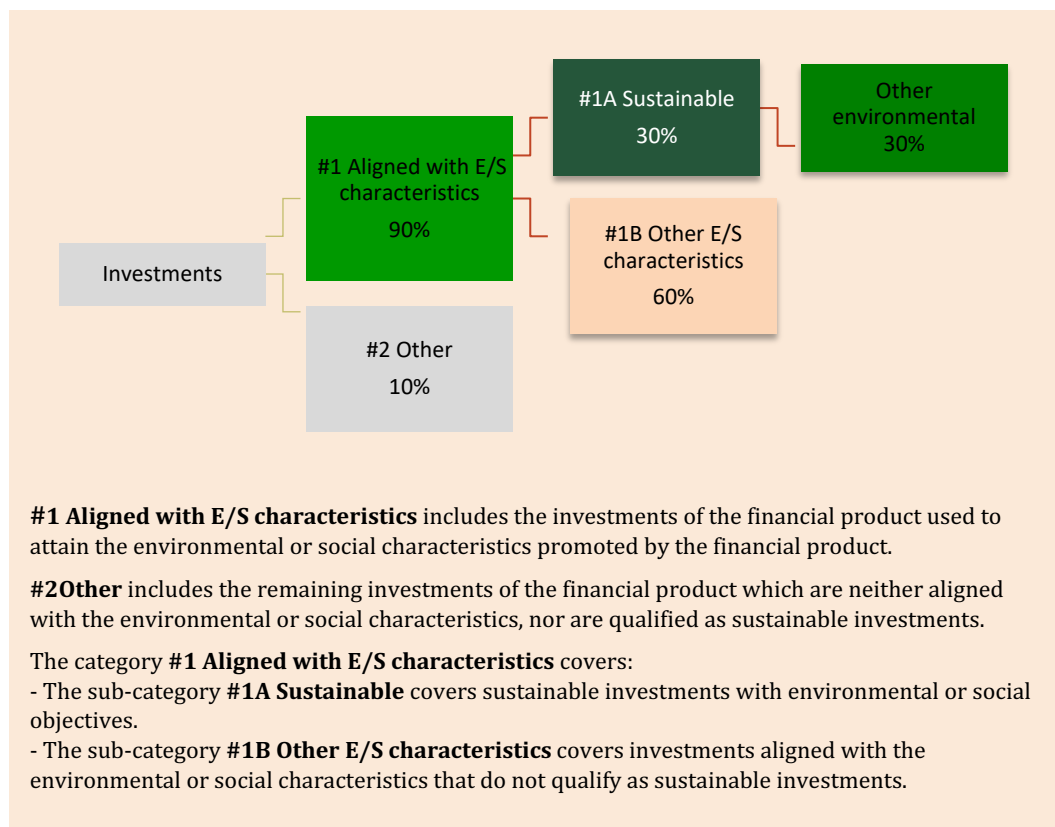 #1A Sustainable
30%
Other
environmental
30%
#1 Aligned with E/S
characteristics
90%
#1B Other E/S
characteristics
60%
Investments
#2 Other
10%
#1 Aligned with E/S characteristics includes the investments of the financial product used to
attain the environmental or social characteristics promoted by the financial product.
#2Other includes the remaining investments of the financial product which are neither aligned
with the environmental or social characteristics, nor are qualified as sustainable investments.
The category #1 Aligned with E/S characteristics covers:
- The sub-category #1A Sustainable covers sustainable investments with environmental or social
objectives.
- The sub-category #1B Other E/S characteristics covers investments aligned with the
environmental or social characteristics that do not qualify as sustainable investments.